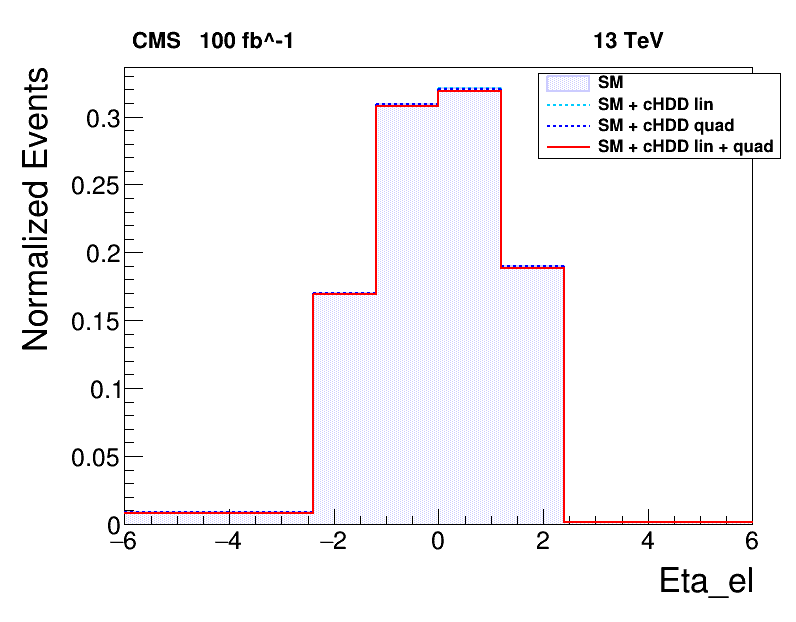 CMS 100 fb^-1 13 TeV
Normalized Events
0.3
0.25
0.2
0.15
0.1
0.05
0
−6 −4 −2 0 2 4 6
Eta_el
SM
SM + cHDD lin
SM + cHDD quad
SM + cHDD lin + quad